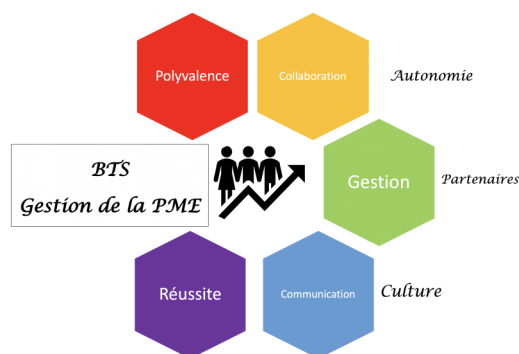 Polyvalence
Collaboration
Autonomie
BTS
Gestion de la PME
Gestion
Partenaires
Réussite
Communication
Culture